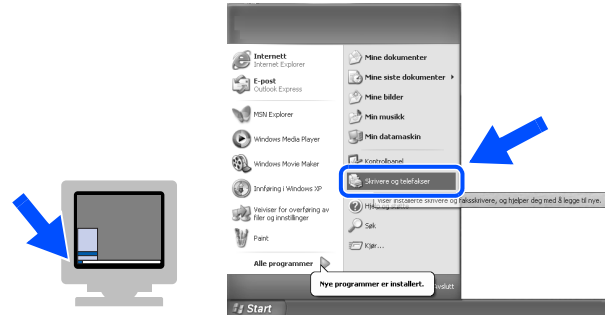 Internett
Internet Explorer
E-post
Outlook Express
MSN Explorer
Windows Media Player
Windows Movie Maker
Innføring i Windows XP
Veiviser for overføring av
filer og innstillinger
Paint
Alle programmer
Mine dokumenter
Mine siste dokumenter
Mine bilder
Min musikk
Min datamaskin
Kontrollpanel
Skrivere og telefakser
Viser installerte skrivere og faksskrivere, og hjelper deg med å legge til nye.
Søk
Kjør...
Nye programmer er installert.
Avslutt
Start